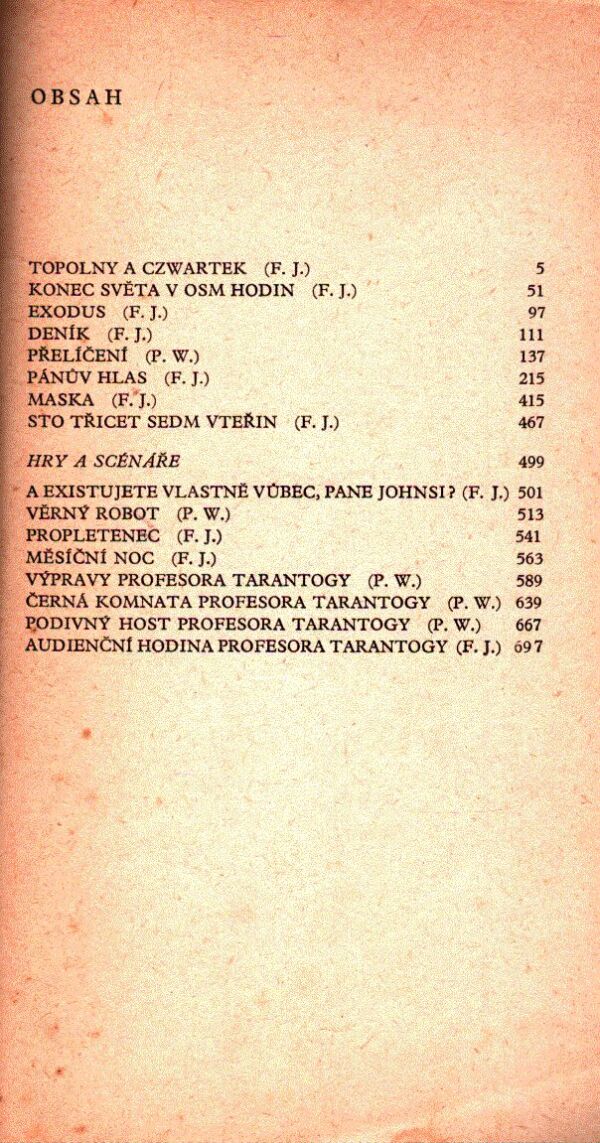 OBSAH
TOPOLNY A CZWARTEK (F. J.) 5
KONEC SVĚTA V OSM HODIN (F. J.) 51
EXODUS (F. J.) 97
DENÍK (F. J.) 111
PŘELÍČENÍ (P. W.) 137
PÁNŮV HLAS (F. J.) 215
MASKA (F. J.) 415
STO TŘICET SEDM VTEŘIN (F. J.) 467
HRY A SCÉNÁŘE 499
A EXISTUJETE VLASTNĚ VŮBEC, PANE JOHNSI? (F. J.) 501
VĚRNÝ ROBOT (P. W.) 513
PROPLETENEC (F. J.) 541
MĚSÍČNÍ NOC (F. J.) 563
VÝPRAVY PROFESORA TARANTOGY (P. W.) 589
ČERNÁ KOMNATA PROFESORA TARANTOGY (P. W.) 639
PODIVNÝ HOST PROFESORA TARANTOGY (P. W.) 667
AUDIENČNÍ HODINA PROFESORA TARANTOGY (F. J.) 697